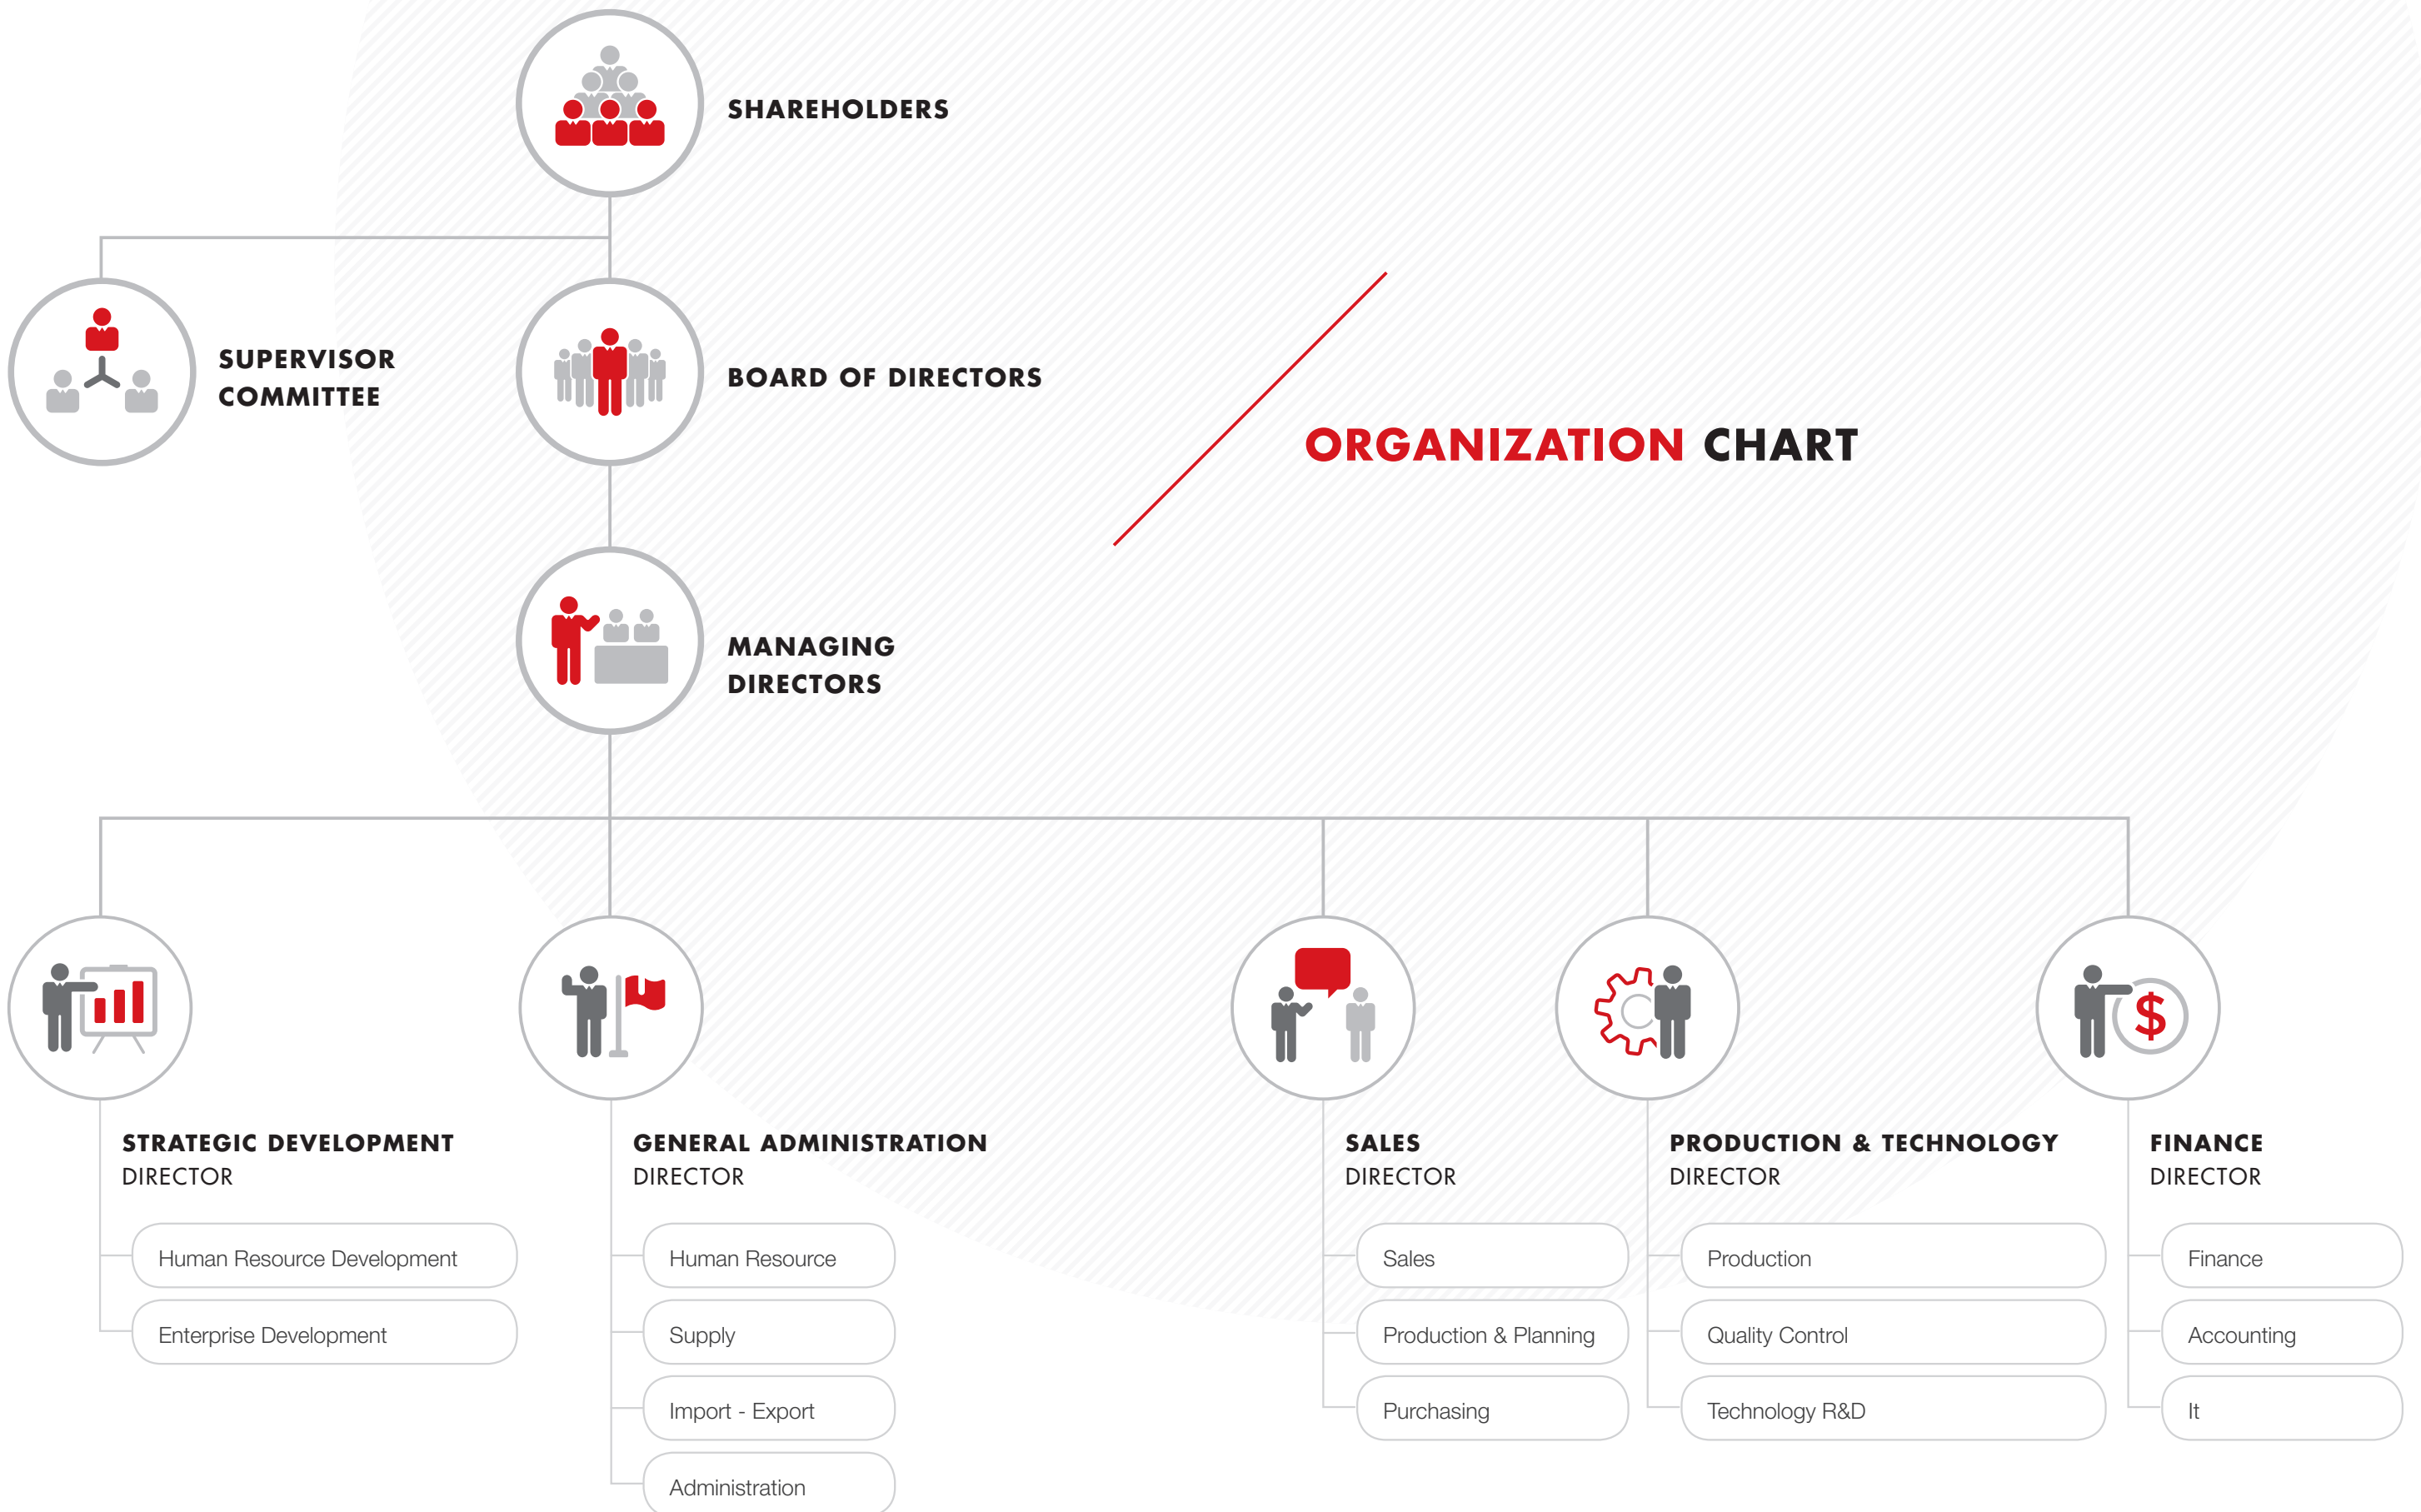 SHAREHOLDERS
SUPERVISOR
COMMITTEE
BOARD OF DIRECTORS
ORGANIZATION CHART
MANAGING
DIRECTORS
STRATEGIC DEVELOPMENT
DIRECTOR
Human Resource Development
Enterprise Development
GENERAL ADMINISTRATION
DIRECTOR
Human Resource
Supply
Import - Export
Administration
SALES
DIRECTOR
Sales
Production & Planning
Purchasing
PRODUCTION & TECHNOLOGY
DIRECTOR
Production
Quality Control
Technology R&D
FINANCE
DIRECTOR
Finance
Accounting
It